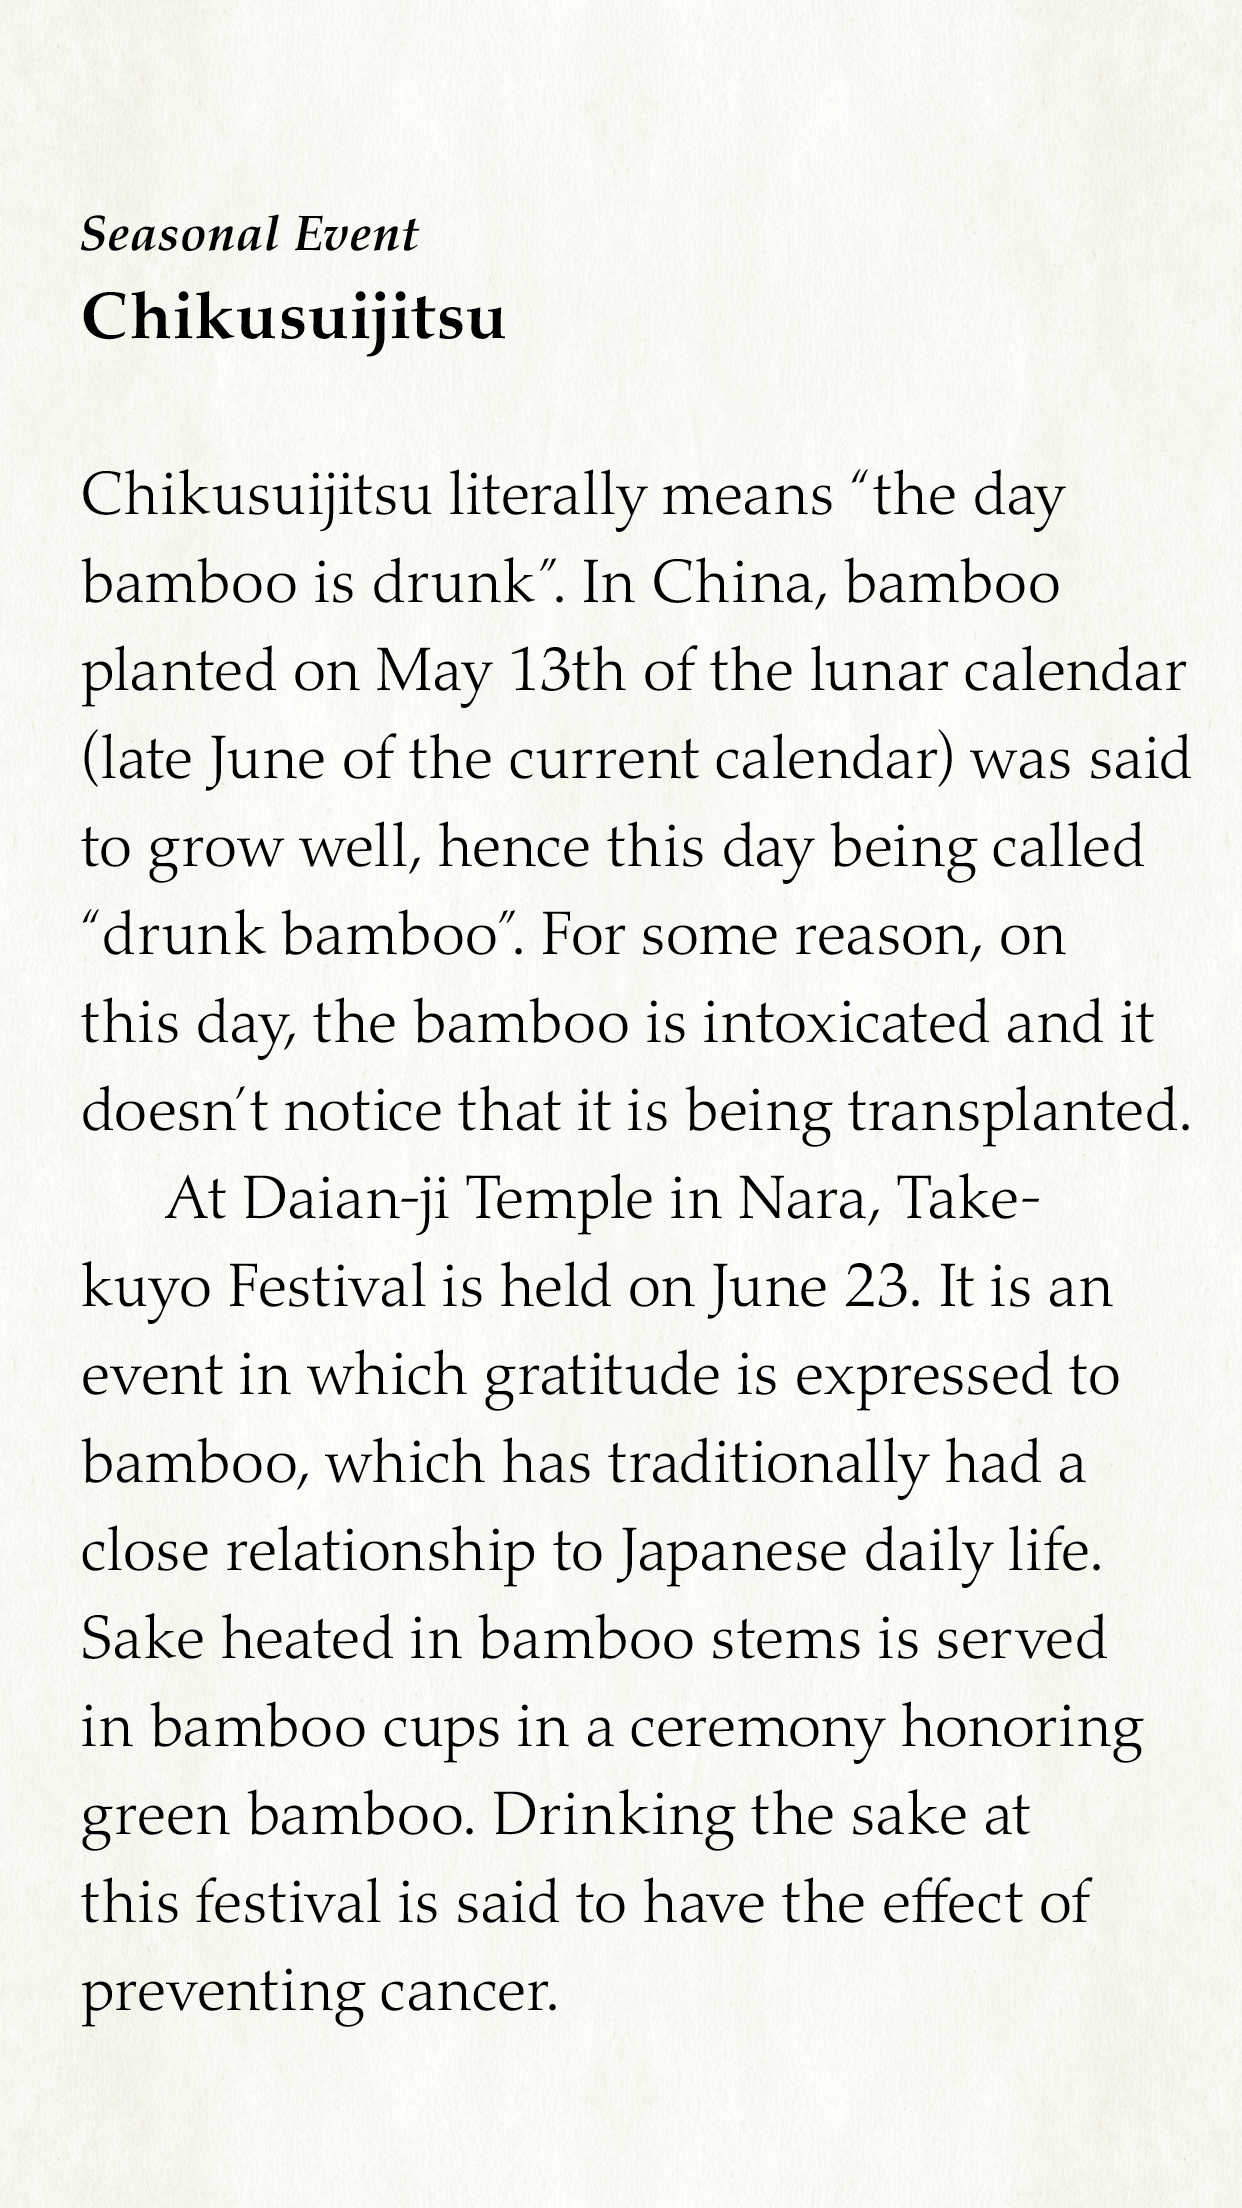 Seasonal Event
Chikusuijitsu
Chikusuijitsu literally means “the day
bamboo is drunk”. In China, bamboo
planted on May 13th of the lunar calendar
(late June of the current calendar) was said
to grow well, hence this day being called
“drunk bamboo”. For some reason, on
this day, the bamboo is intoxicated and it
doesn’t notice that it is being transplanted.
At Daian-ji Temple in Nara, Take-
kuyo Festival is held on June 23. It is an
event in which gratitude is expressed to
bamboo, which has traditionally had a
close relationship to Japanese daily life.
Sake heated in bamboo stems is served
in bamboo cups in a ceremony honoring
green bamboo. Drinking the sake at
this festival is said to have the effect of
preventing cancer.